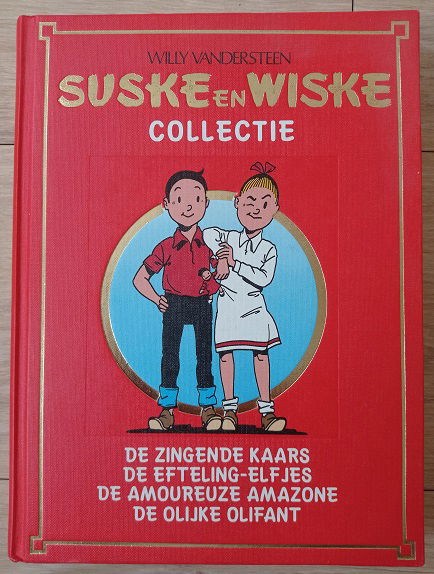 WILLY VANDERSTEEN
SUSKE EN WISKE
COLLECTIE
DE ZINGENDE KAARS
DE EFTELING-ELFJES
DE AMOUREUZE AMAZONE
DE OLIJKE OLIFANT